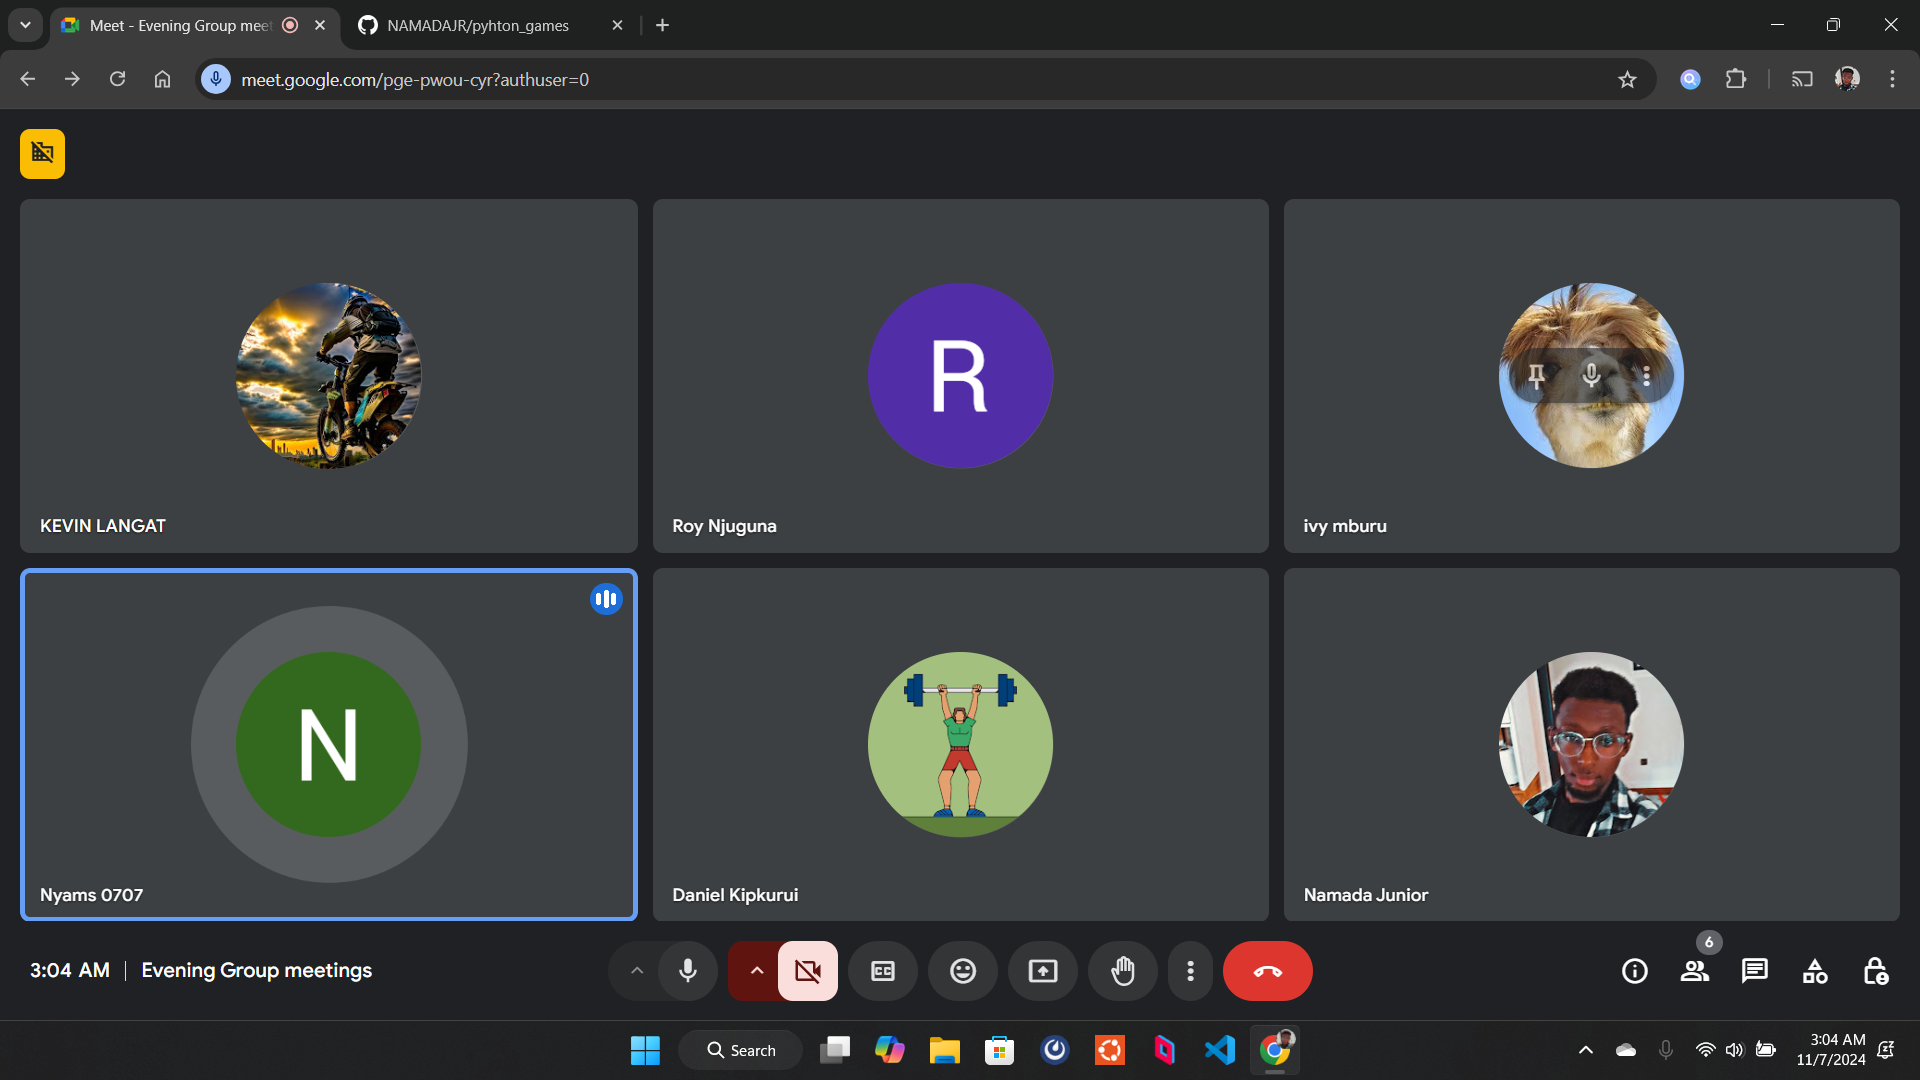 Meet - Evening Group meet
NAMADAJR/pyhton_games
meet.google.com/pge-pwou-cyr?authuser=0
R
KEVIN LANGAT
Roy Njuguna
ivy mburu
N
Nyams 0707
Daniel Kipkurui
Namada Junior
3:04 AM
Evening Group meetings
CC
6
Search
3:04 AM
11/7/2024